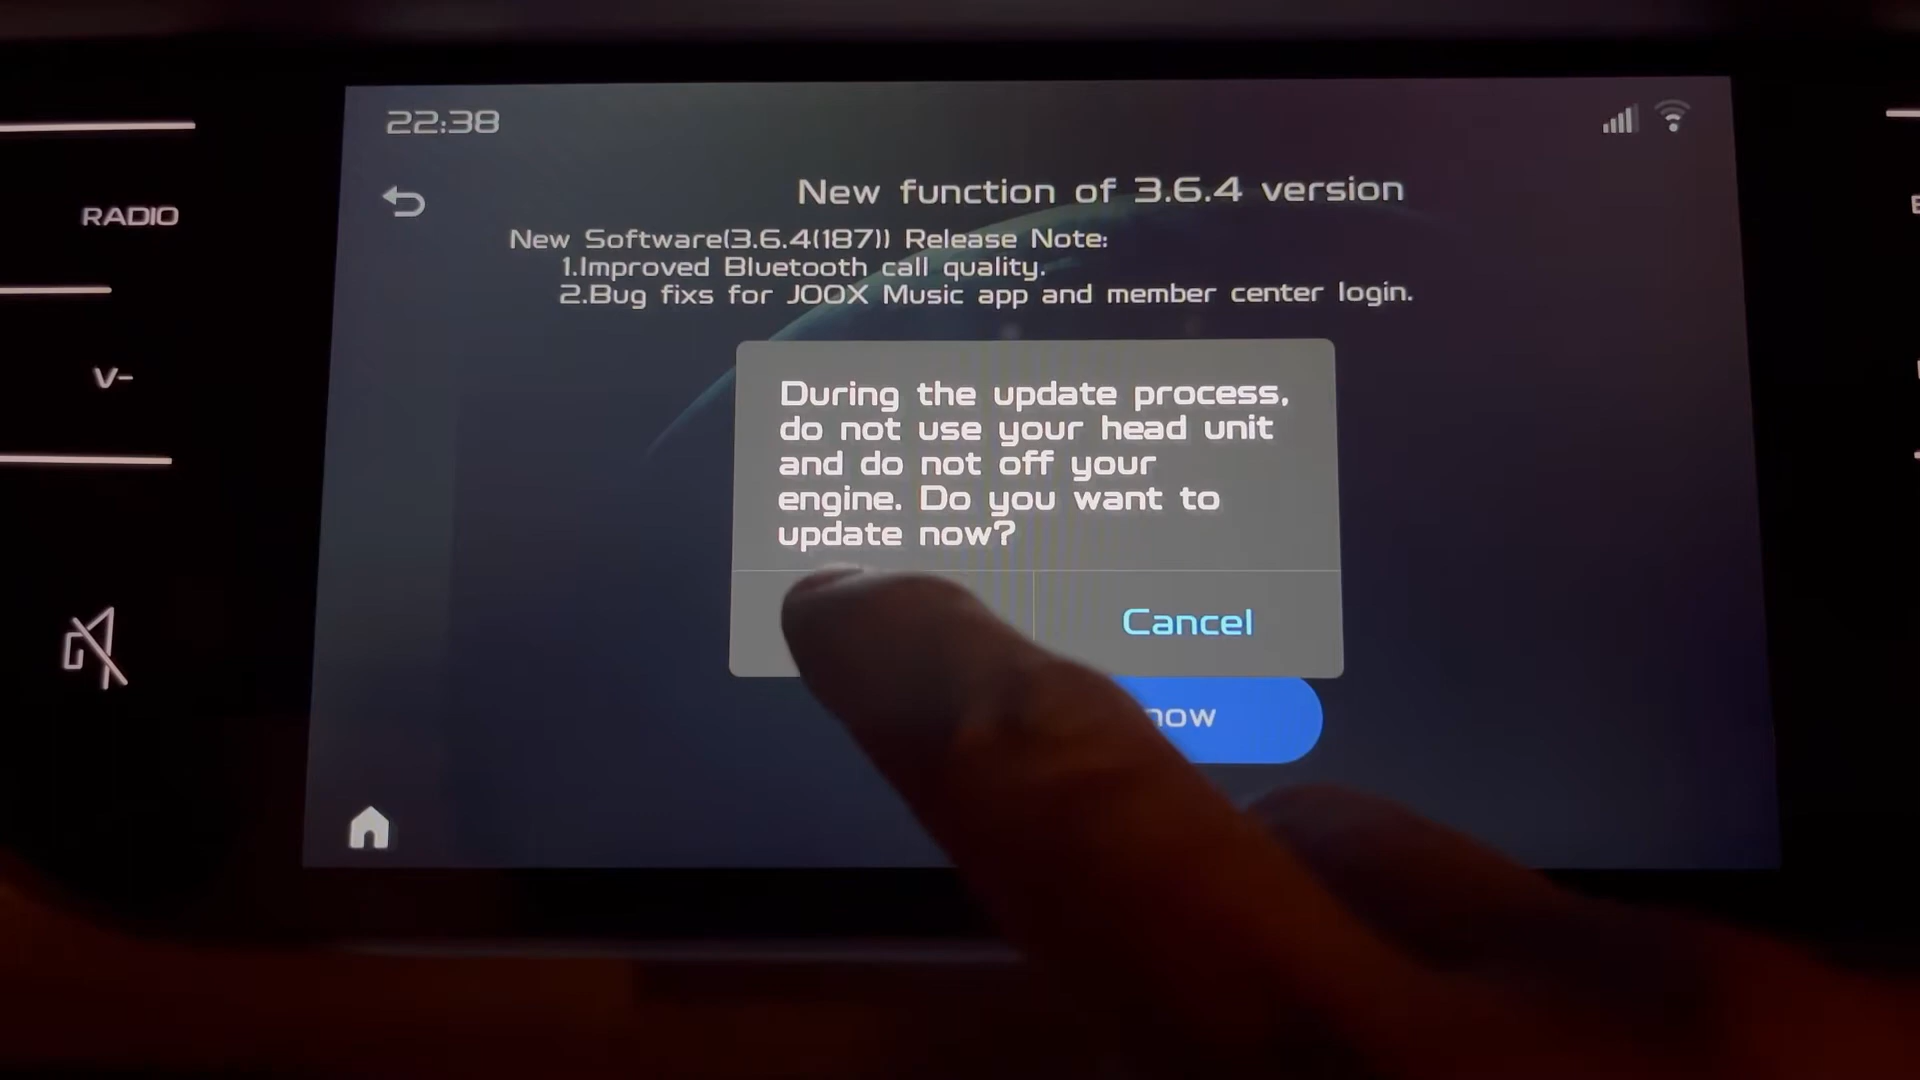 22:38
New function of 3.6.4 version
New Software(3.6.4(187)) Release Note:
1.Improved Bluetooth call quality.
2.Bug fixs for JOOX Music app and member center login.
During the update process,
do not use your head unit
and do not off your
engine. Do you want to
update now?
Cancel
now
RADIO
V-